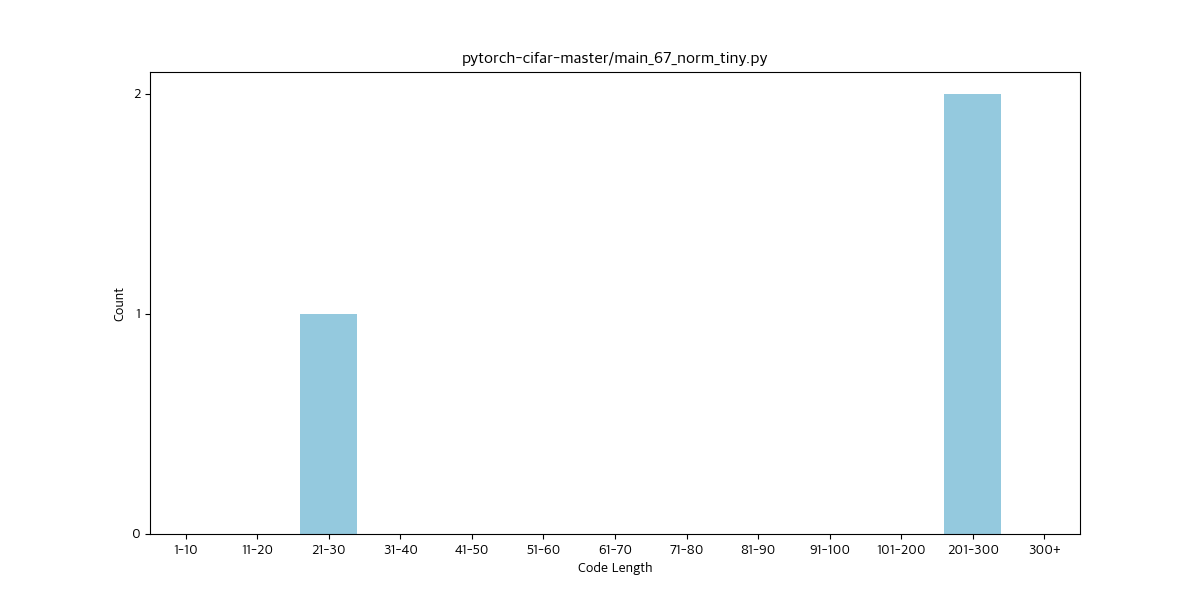 pytorch-cifar-master/main_67_norm_tiny.py
2
1
0
Count
1-10 11-20 21-30 31-40 41-50 51-60 61-70 71-80 81-90 91-100 101-200 201-300 300+
Code Length